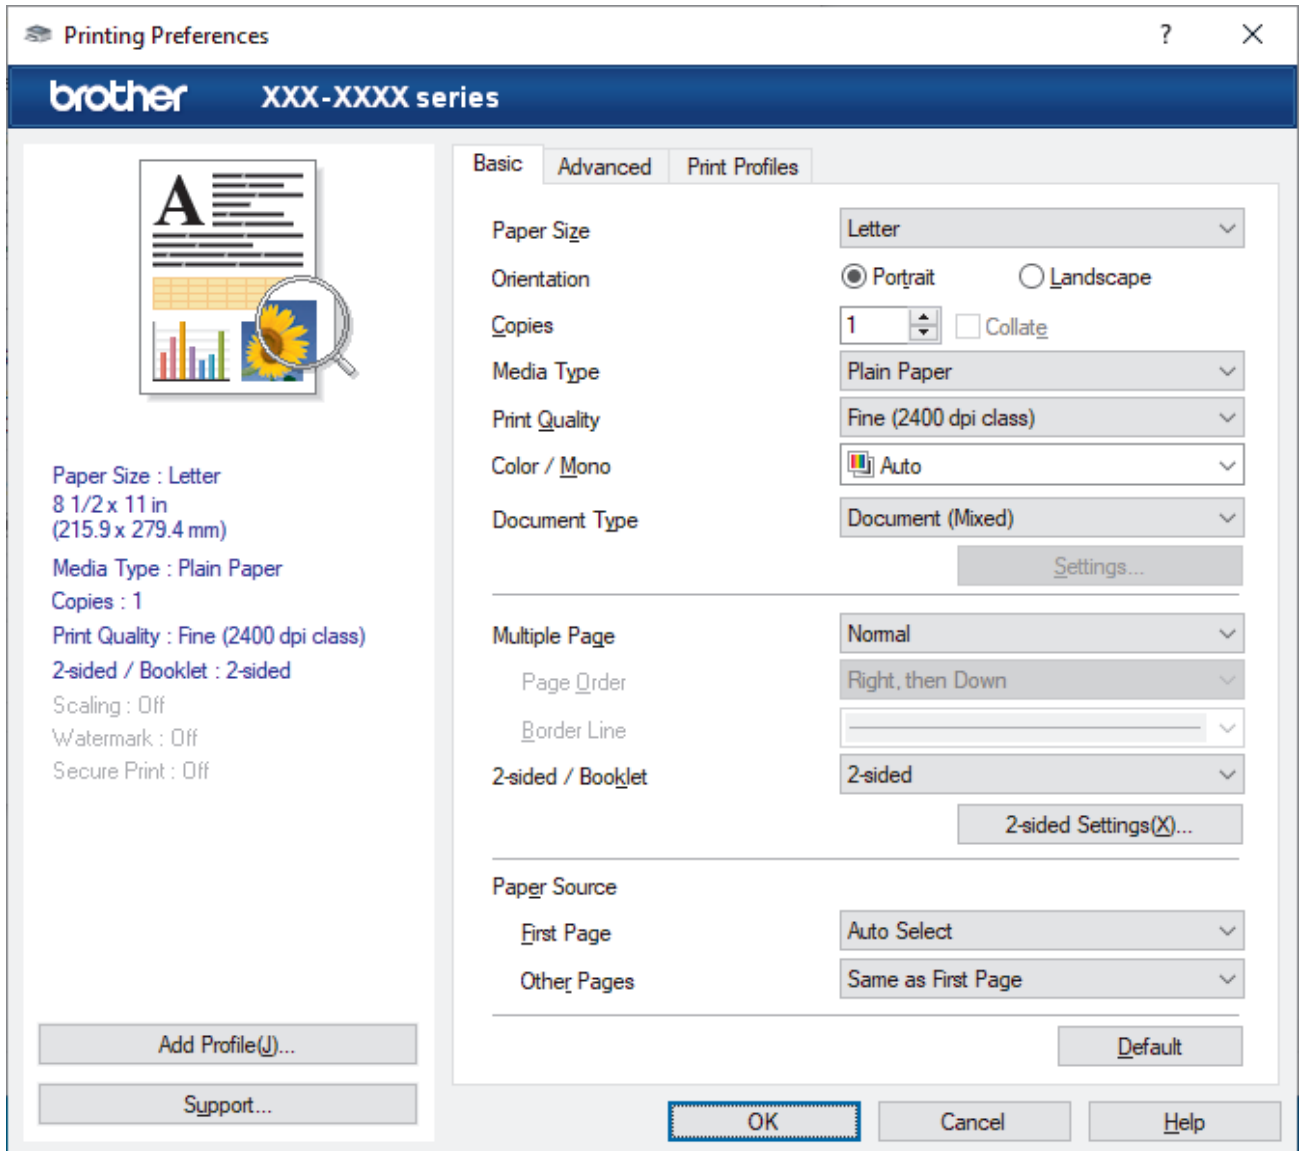 Printing Preferences ?
brother XXX-XXXX series
A
Paper Size : Letter
8 1/2 x 11 in
(215.9 x 279.4 mm)
Media Type : Plain Paper
Copies : 1
Print Quality : Fine (2400 dpi class)
2-sided / Booklet : 2-sided
Scaling : Off
Watermark : Off
Secure Print : Off
Add Profile(J)...
Support...
Basic Advanced Print Profiles
Paper Size Letter
Orientation Portrait Landscape
Copies 1 Collate
Media Type Plain Paper
Print Quality Fine (2400 dpi class)
Color / Mono Auto
Document Type Document (Mixed)
Settings...
Multiple Page Normal
Page Order Right, then Down
Border Line
2-sided / Booklet 2-sided
2-sided Settings(X)...
Paper Source
First Page Auto Select
Other Pages Same as First Page
Default
OK Cancel Help